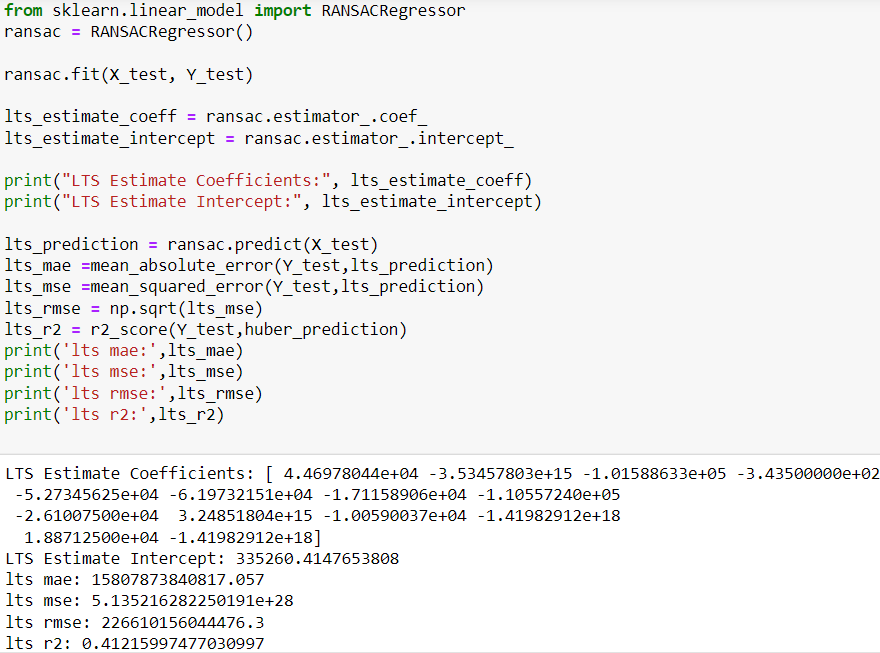 from sklearn.linear_model import RANSACRegressor
ransac = RANSACRegressor()
ransac.fit(X_test, Y_test)
lts_estimate_coeff = ransac.estimator_.coef_
lts_estimate_intercept = ransac.estimator_.intercept_
print("LTS Estimate Coefficients:", lts_estimate_coeff)
print("LTS Estimate Intercept:", lts_estimate_intercept)
lts_prediction = ransac.predict(X_test)
lts_mae =mean_absolute_error(Y_test,lts_prediction)
lts_mse =mean_squared_error(Y_test,lts_prediction)
lts_rmse = np.sqrt(lts_mse)
lts_r2 = r2_score(Y_test,huber_prediction)
print('lts mae:',lts_mae)
print('lts mse:',lts_mse)
print('lts rmse:',lts_rmse)
print('lts r2:',lts_r2)
LTS Estimate Coefficients: [ 4.46978044e+04 -3.53457803e+15 -1.01588633e+05 -3.43500000e+02
 -5.27345625e+04 -6.19732151e+04 -1.71158906e+04 -1.10557240e+05
 -2.61007500e+04  3.24851804e+15 -1.00590037e+04 -1.41982912e+18
  1.88712500e+04 -1.41982912e+18]
LTS Estimate Intercept: 335260.4147653808
lts mae: 15807873840817.057
lts mse: 5.135216282250191e+28
lts rmse: 226610156044476.3
lts r2: 0.41215997477030997